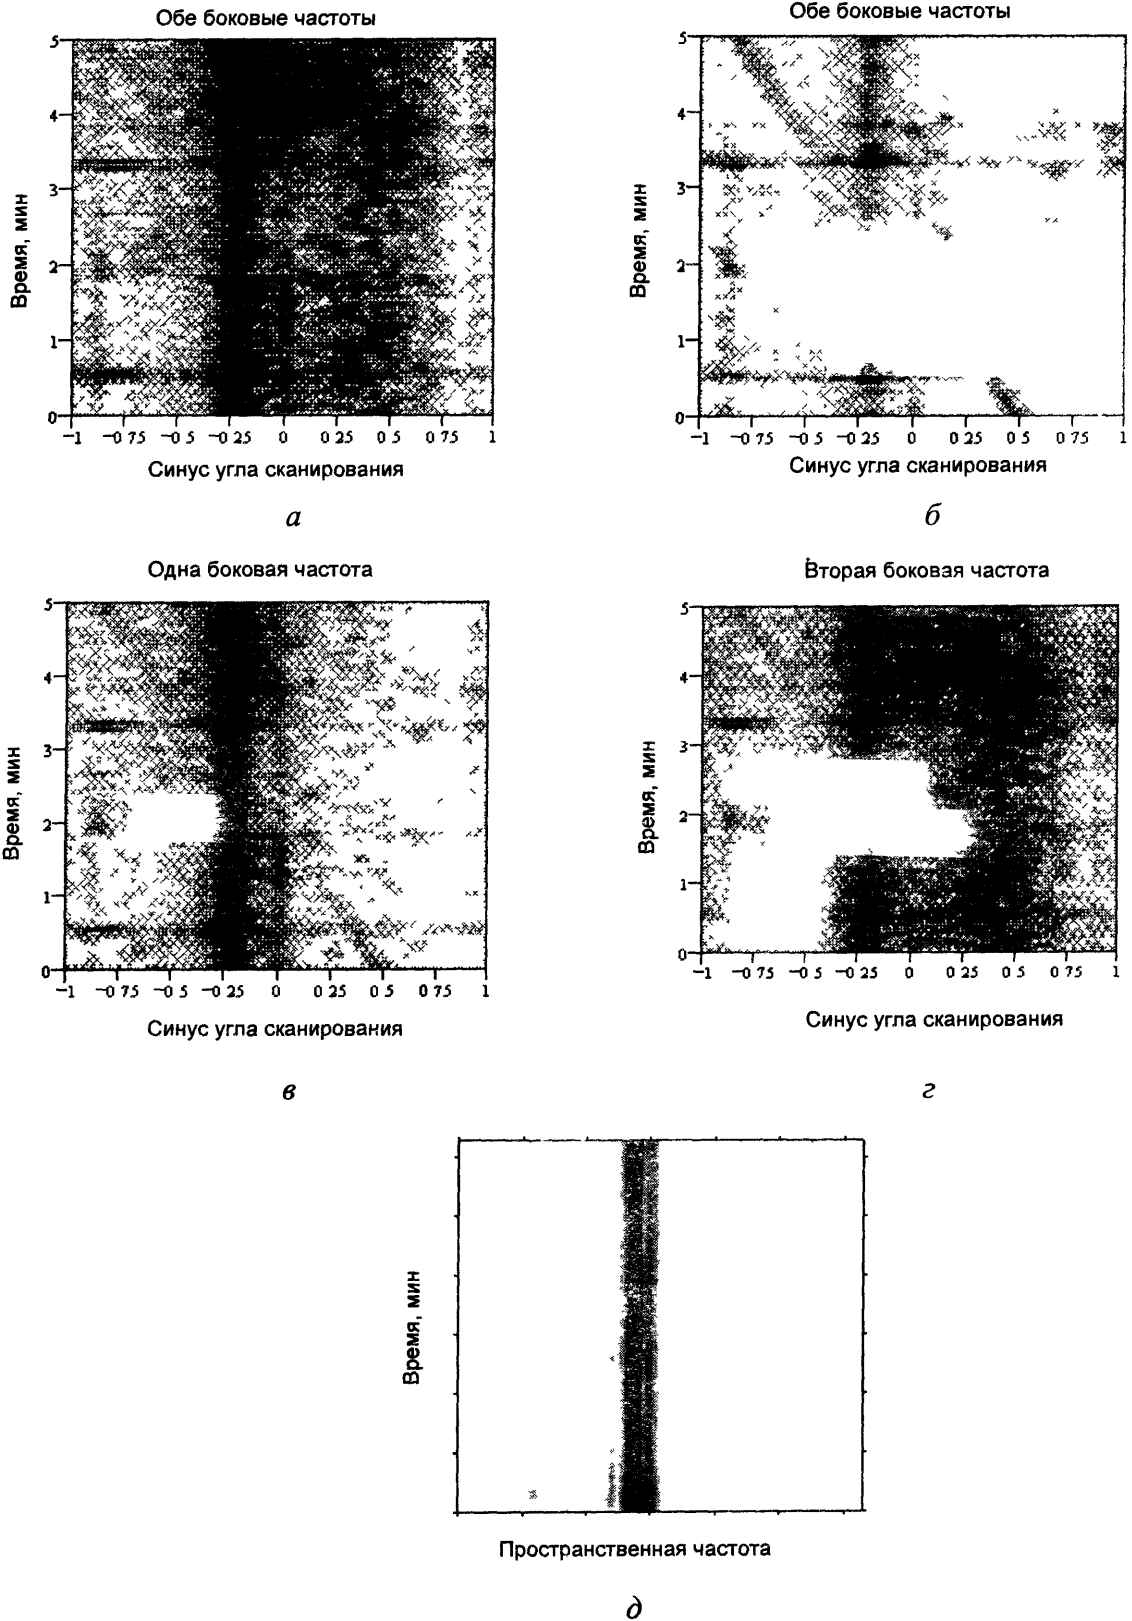 Обе боковые частоты
Обе боковые частоты
Время, мин
5
4
3
2
1
0
−1 −0 75 −0 5 −0 25 0 0 25 0 5 0 75 1
Синус угла сканирования
а
Время, мин
5
4
3
2
1
0
−1 −0 75 −0 5 −0 25 0 0 25 0 5 0 75 1
Синус угла сканирования
б
Одна боковая частота
Время, мин
5
4
3
2
1
0
−1 −0 75 −0 5 −0 25 0 0 25 0 5 0 75 1
Синус угла сканирования
в
Вторая боковая частота
Время, мин
5
4
3
2
1
0
−1 −0 75 −0 5 −0 25 0 0 25 0 5 0 75 1
Синус угла сканирования
г
Время, мин
Пространственная частота
д